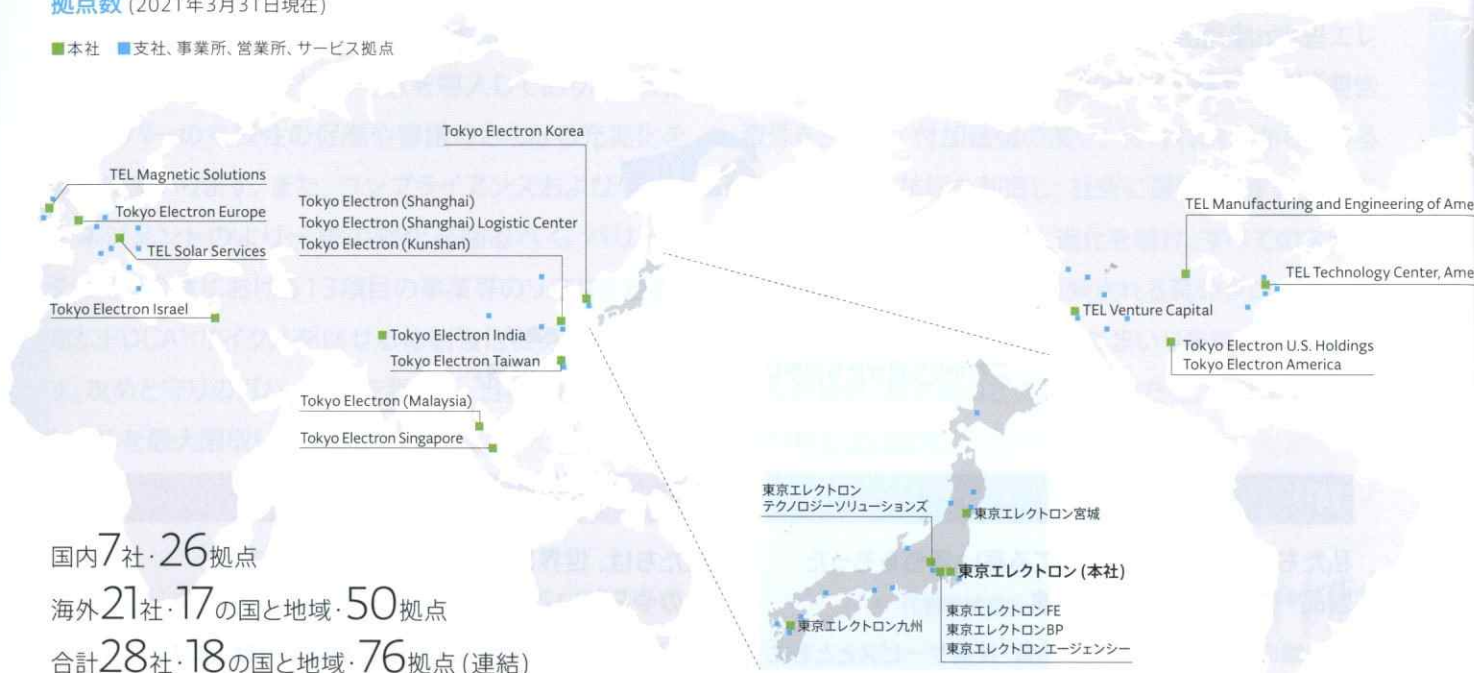 拠点数 (2021年3月31日現在)
■本社 ■支社、事業所、営業所、サービス拠点
Tokyo Electron Korea
TEL Magnetic Solutions
Tokyo Electron Europe
TEL Solar Services
Tokyo Electron Israel
Tokyo Electron (Shanghai)
Tokyo Electron (Shanghai) Logistic Center
Tokyo Electron (Kunshan)
Tokyo Electron India
Tokyo Electron Taiwan
Tokyo Electron (Malaysia)
Tokyo Electron Singapore
TEL Manufacturing and Engineering of Ame
TEL Technology Center, Ame
TEL Venture Capital
Tokyo Electron U.S. Holdings
Tokyo Electron America
東京エレクトロン
テクノロジーソリューションズ
東京エレクトロン宮城
東京エレクトロン (本社)
東京エレクトロンFE
東京エレクトロンBP
東京エレクトロンエージェンシー
東京エレクトロン九州
国内7社・26拠点
海外21社・17の国と地域・50拠点
合計28社・18の国と地域・76拠点 (連結)